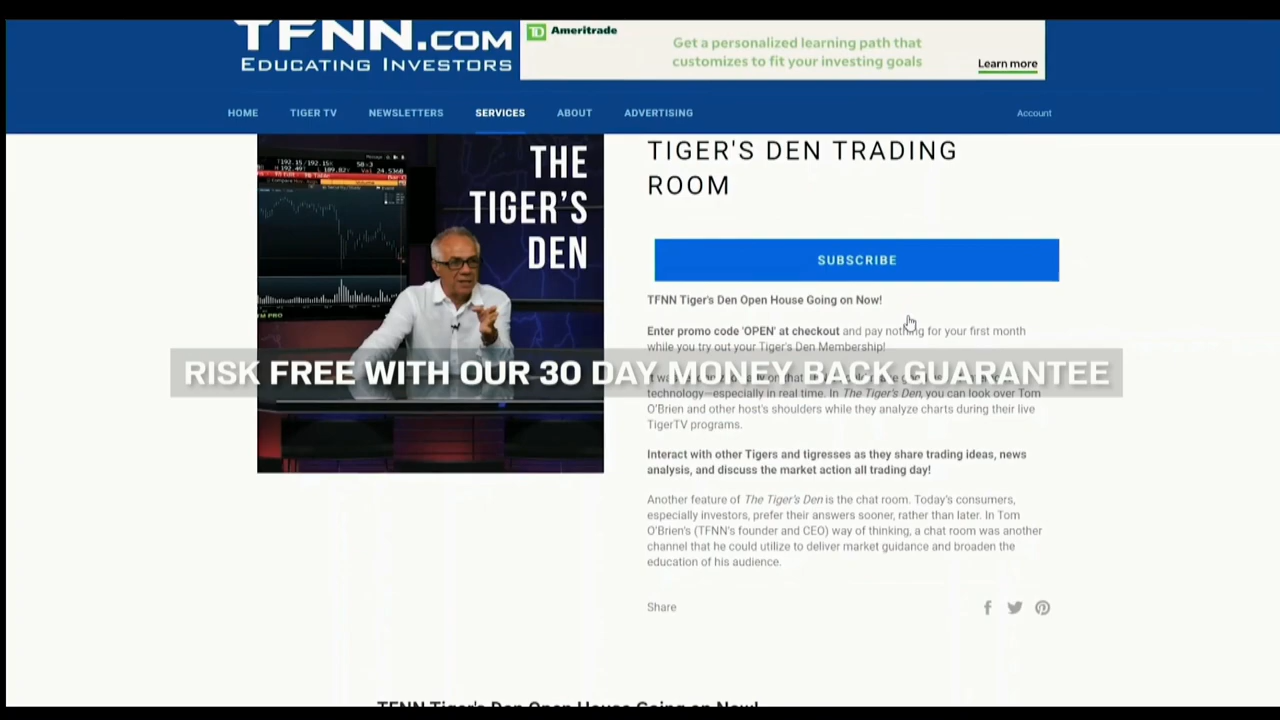 TFNN.COM
EDUCATING INVESTORS
TD Ameritrade
Get a personalized learning path that
customizes to fit your investing goals
Learn more
HOME
TIGER TV
NEWSLETTERS
SERVICES
ABOUT
ADVERTISING
Account
THE
TIGER'S
DEN
TIGER'S DEN TRADING
ROOM
SUBSCRIBE
TFNN Tiger's Den Open House Going on Now!
Enter promo code 'OPEN' at checkout and pay nothing for your first month
while you try out your Tiger's Den Membership!
RISK FREE WITH OUR 30 DAY MONEY BACK GUARANTEE
technology—especially in real time. In The Tiger's Den, you can look over Tom
O'Brien and other host's shoulders while they analyze charts during their live
TigerTV programs.
Interact with other Tigers and tigresses as they share trading ideas, news
analysis, and discuss the market action all trading day!
Another feature of The Tiger's Den is the chat room. Today's consumers,
especially investors, prefer their answers sooner, rather than later. In Tom
O'Brien's (TFNN's founder and CEO) way of thinking, a chat room was another
channel that he could utilize to deliver market guidance and broaden the
education of his audience.
Share
TFNN Tiger's Den Open House Going on Now!